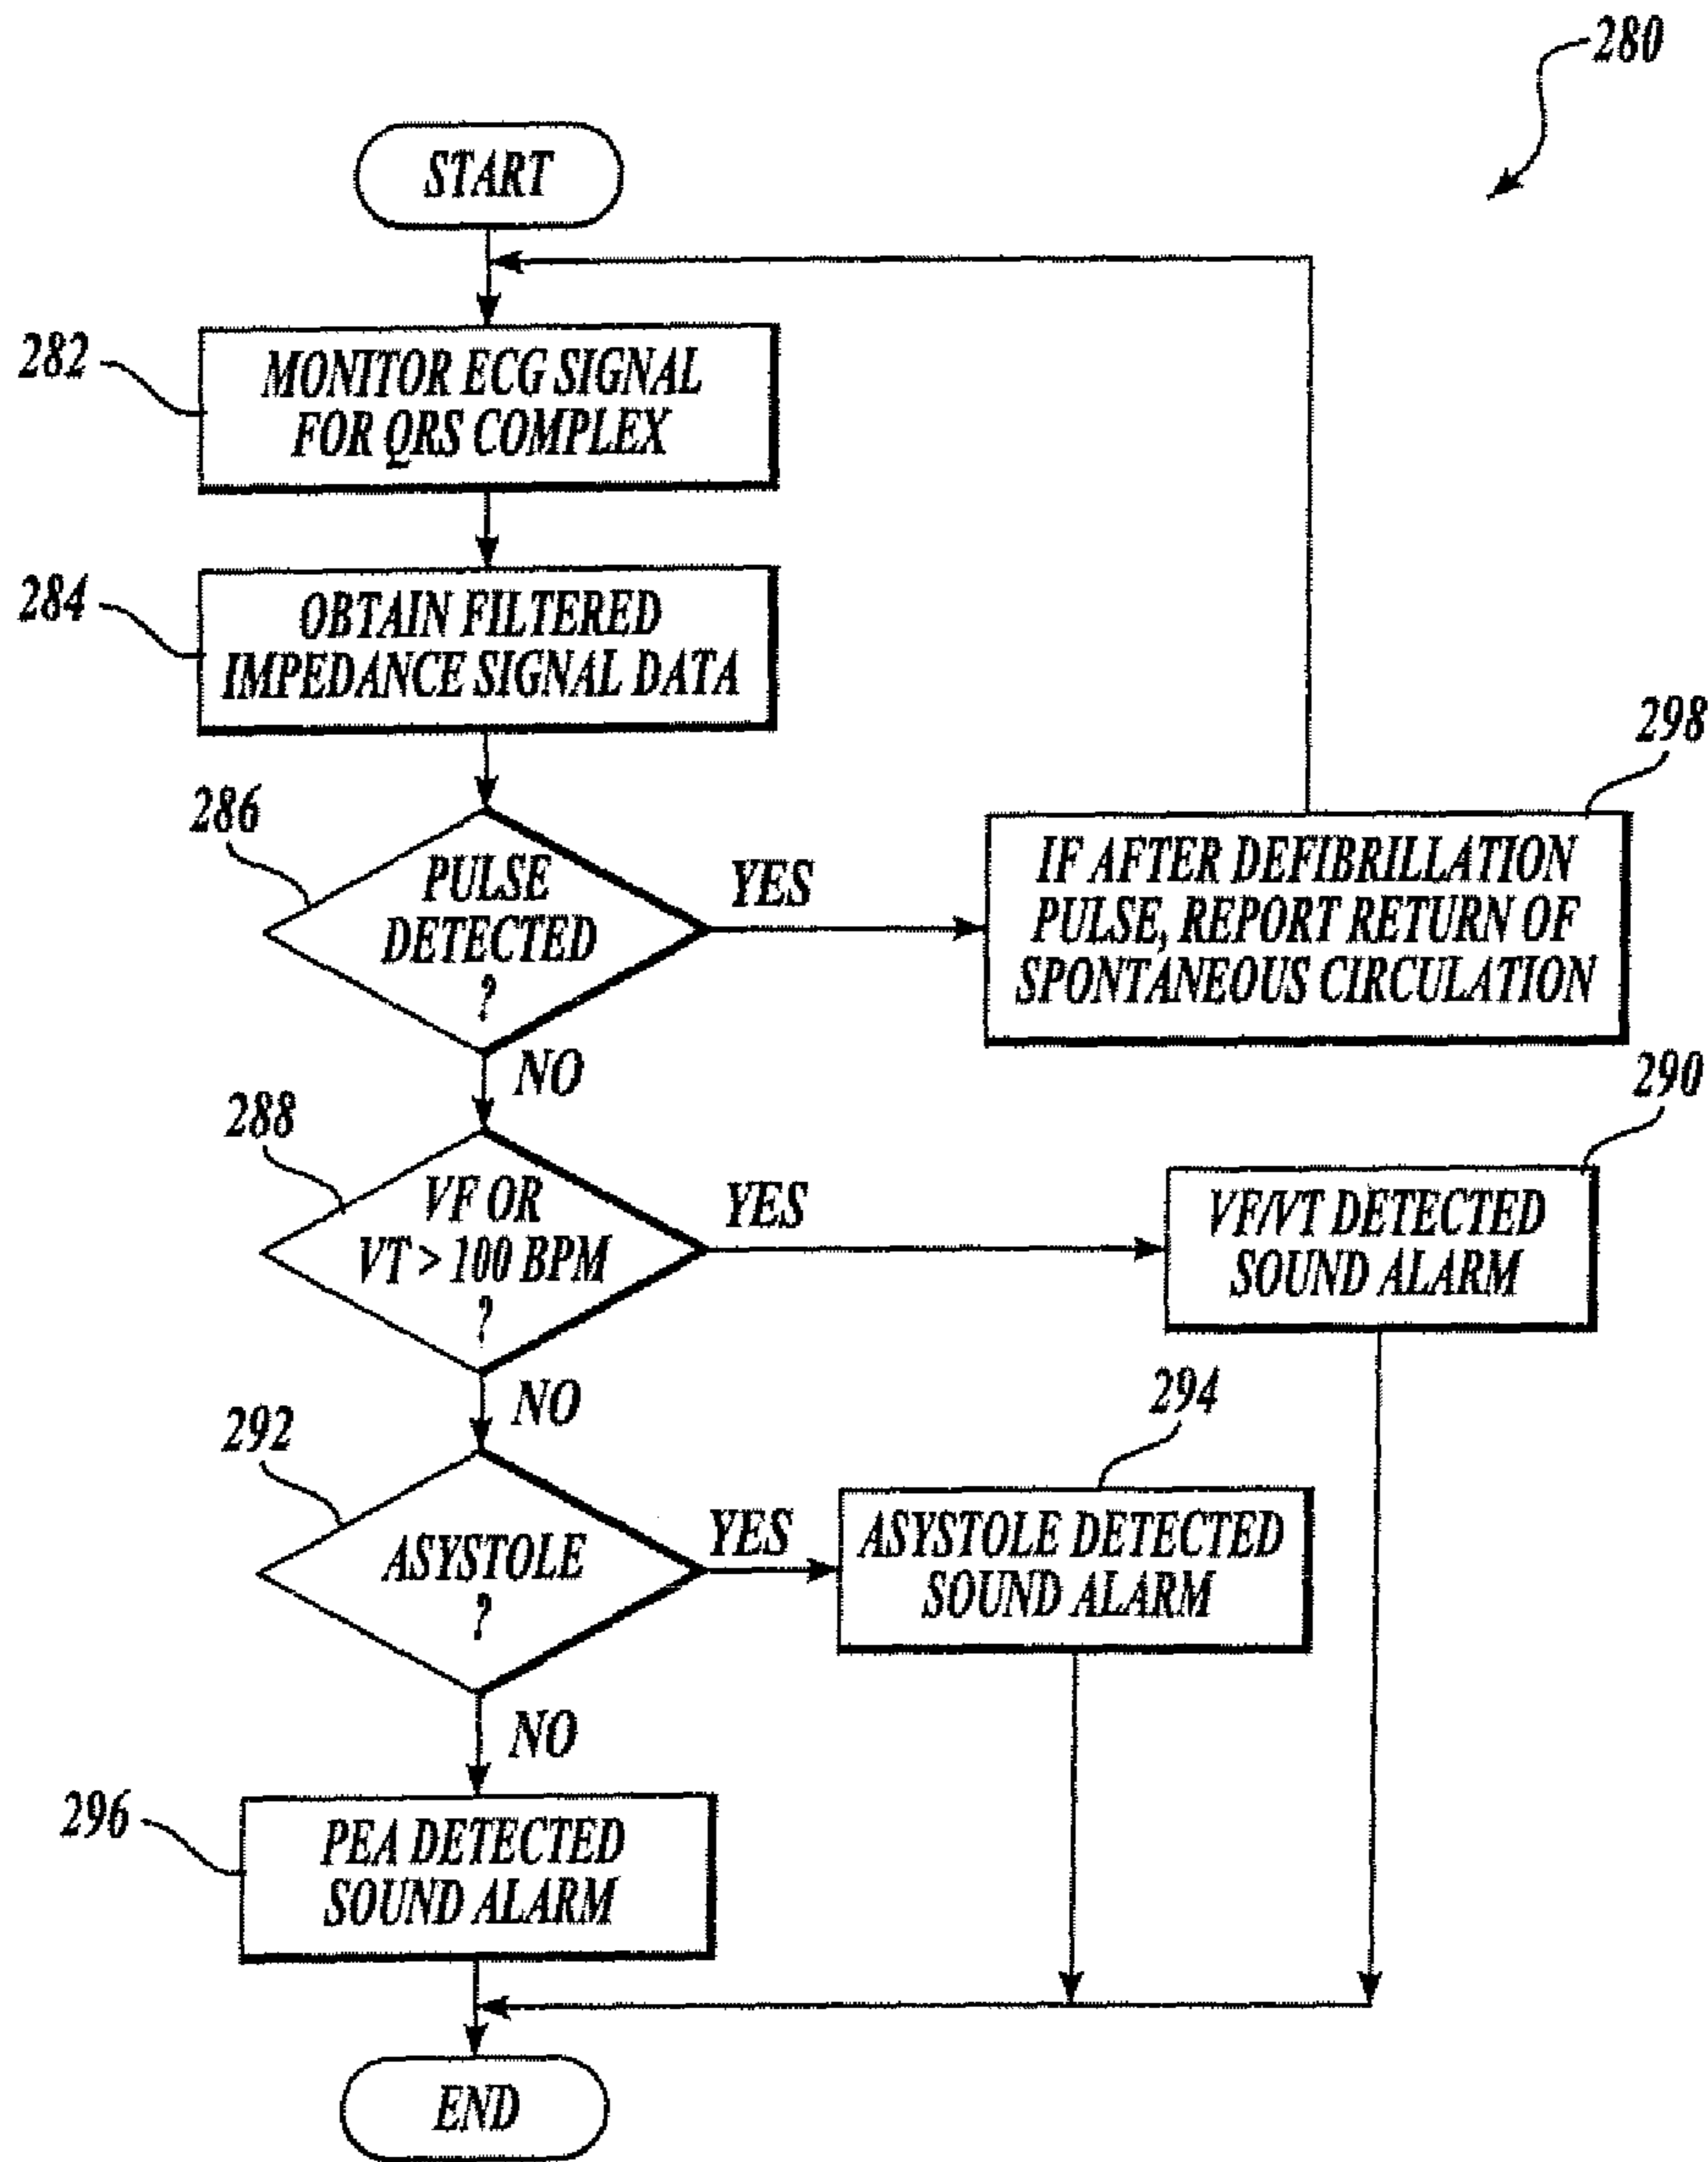 280
START
282
MONITOR ECG SIGNAL
FOR QRS COMPLEX
284
OBTAIN FILTERED
IMPEDANCE SIGNAL DATA
286
PULSE
DETECTED
?
YES
298
IF AFTER DEFIBRILLATION
PULSE, REPORT RETURN OF
SPONTANEOUS CIRCULATION
NO
288
VF OR
VT > 100 BPM
?
YES
290
VF/VT DETECTED
SOUND ALARM
NO
292
ASYSTOLE
?
YES
294
ASYSTOLE DETECTED
SOUND ALARM
NO
296
PEA DETECTED
SOUND ALARM
END